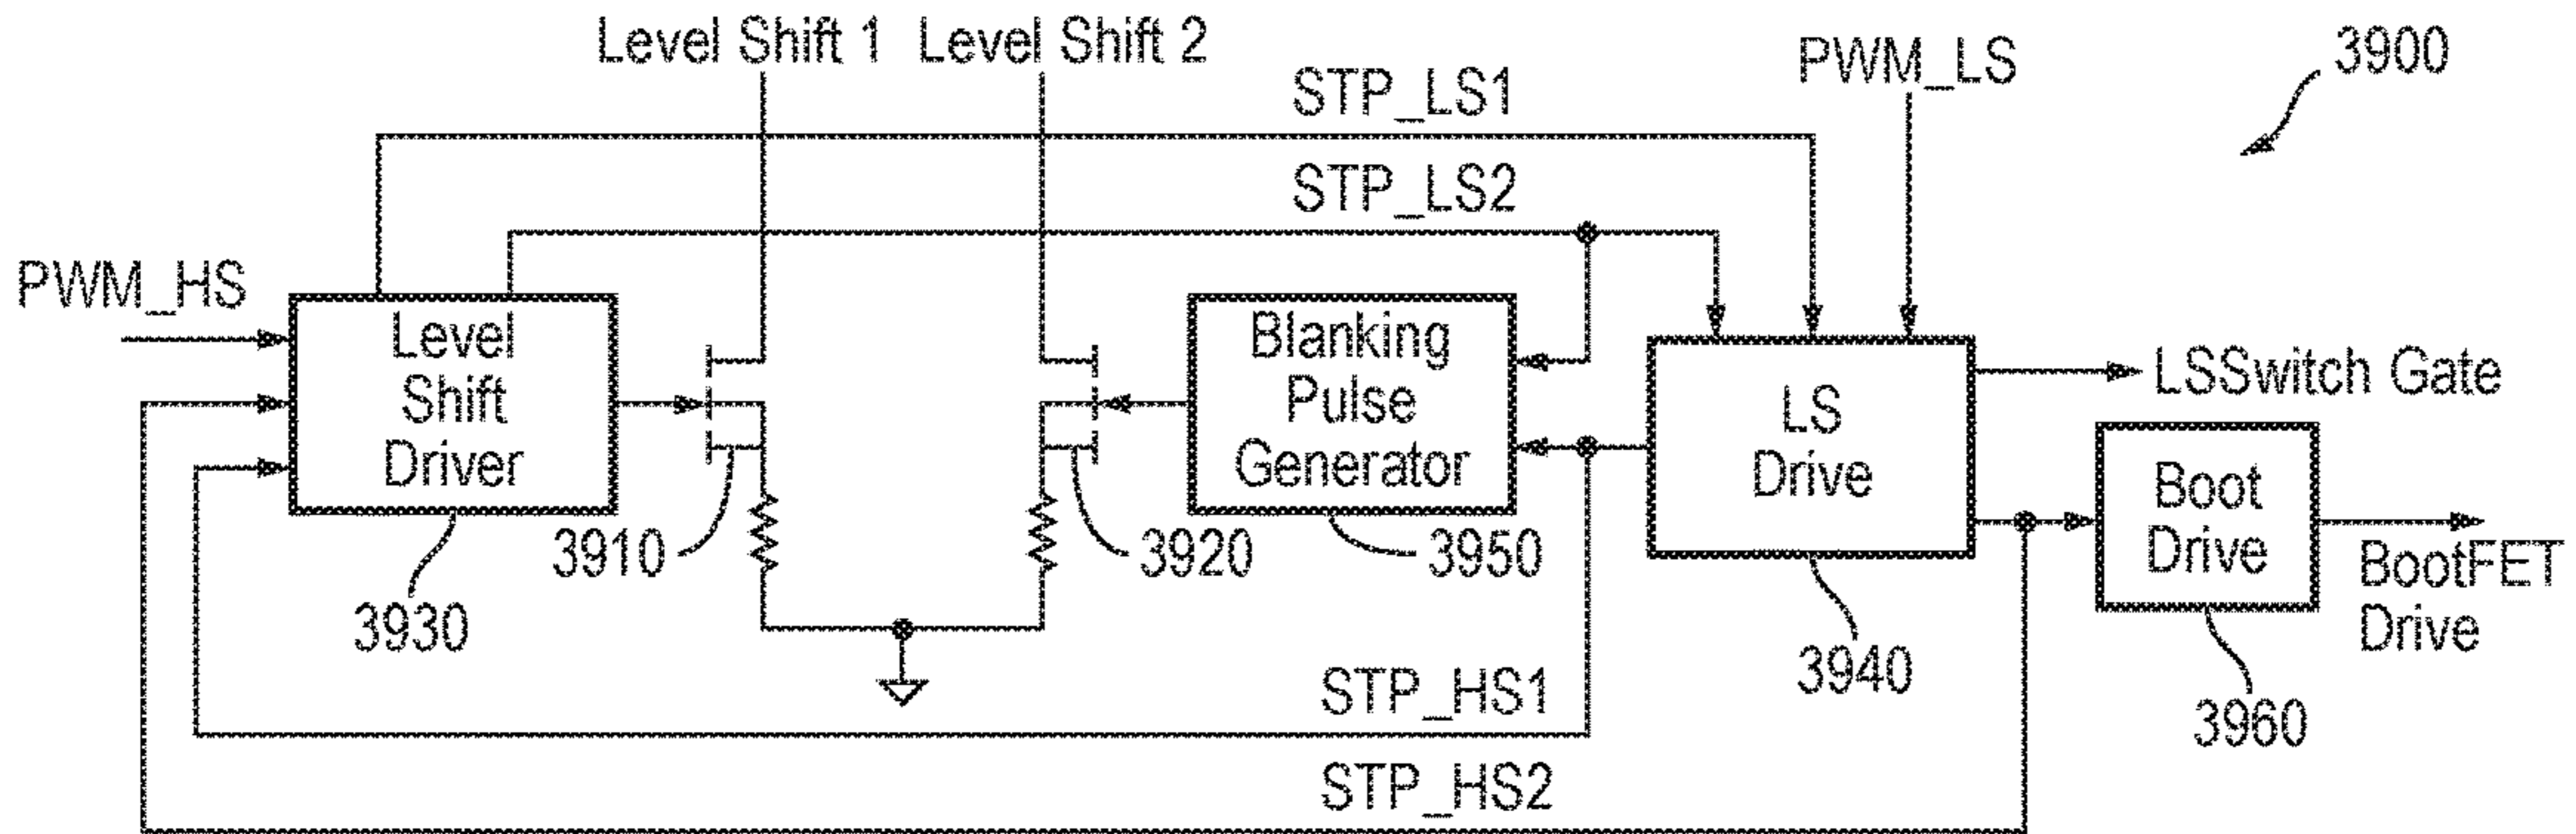 Level Shift 1
Level Shift 2
PWM_LS
3900
STP_LS1
STP_LS2
PWM_HS
Level
Shift
Driver
Blanking
Pulse
Generator
LS
Drive
LSSwitch Gate
Boot
Drive
BootFET
Drive
3910
3920
3950
3930
3940
3960
STP_HS1
STP_HS2